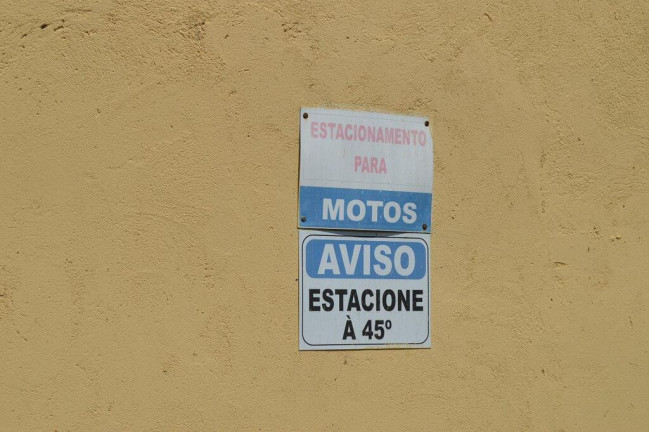 ESTACIONAMENTO
PARA
MOTOS
AVISO
ESTACIONE
À 45º